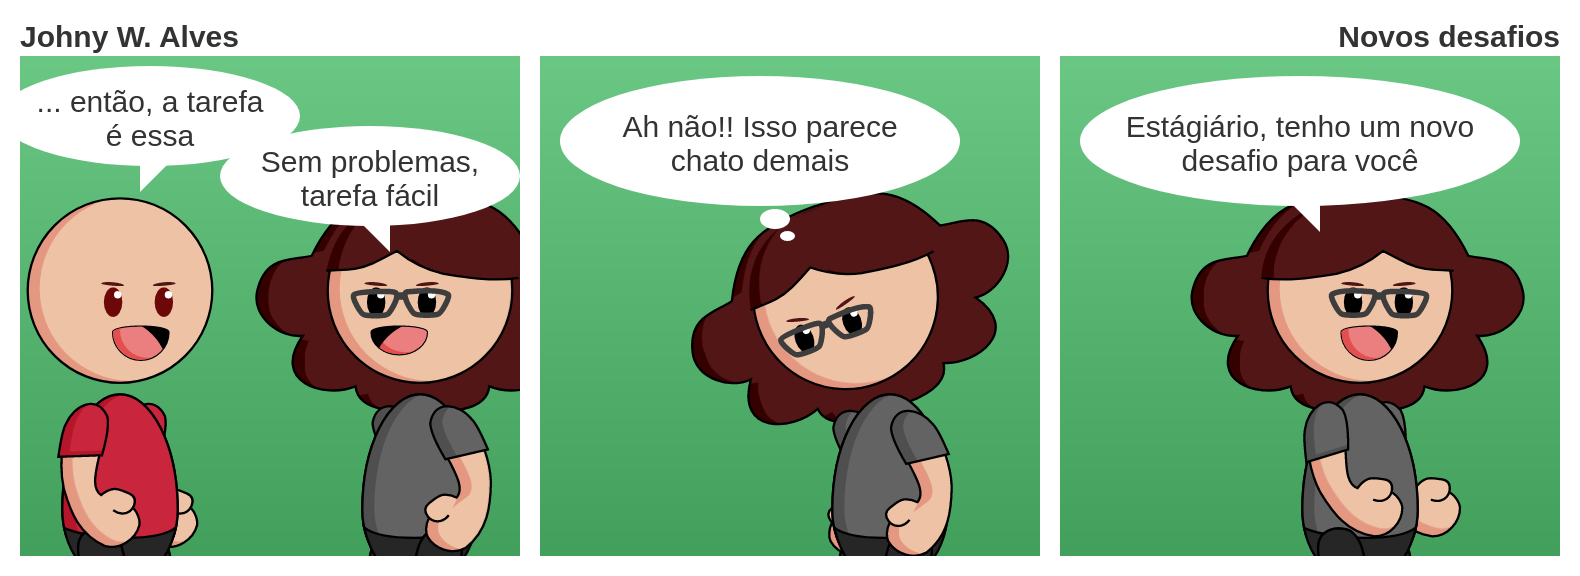 Johny W. Alves
Novos desafios
... então, a tarefa
é essa
Sem problemas,
tarefa fácil
Ah não!! Isso parece
chato demais
Estágiário, tenho um novo
desafio para você